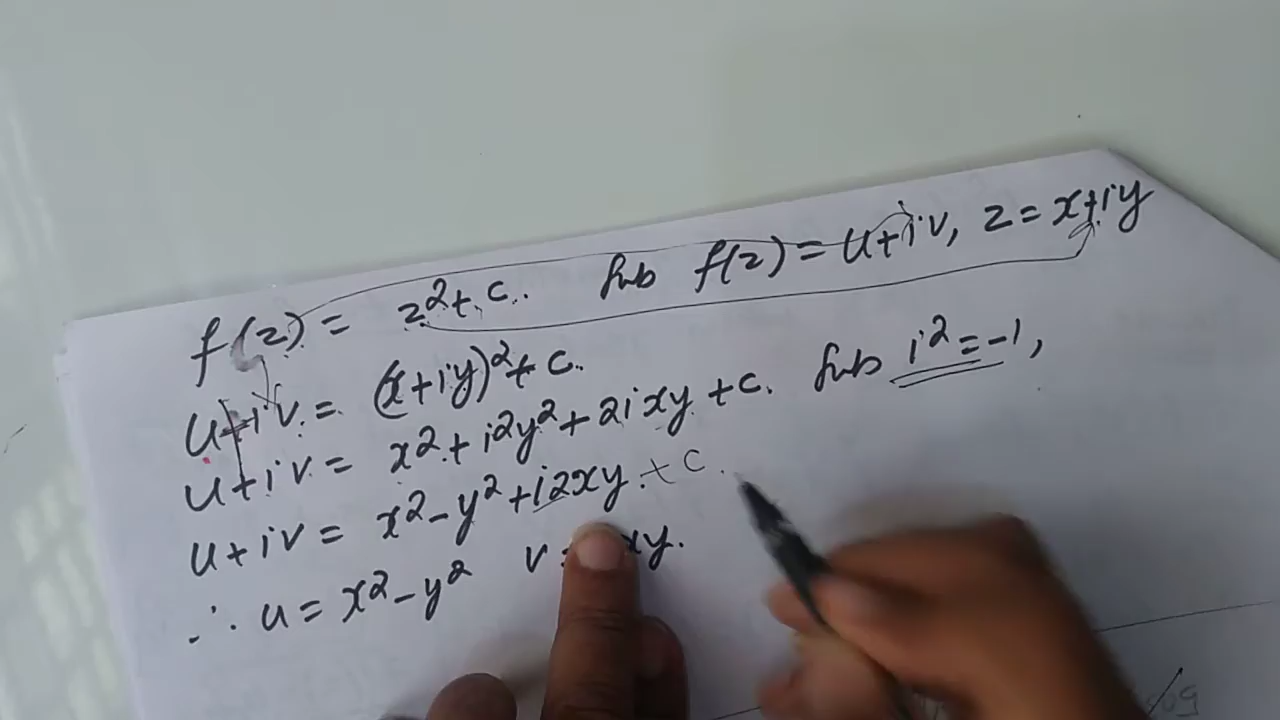 f(z) = z²+c. Sub f(z) = u+iv, z = x+iy
u+iv = (x+iy)²+c.
u+iv = x²+i²y²+2ixy+c. Sub i²=-1,
u+iv = x²-y²+i2xy.+c.
∴ u = x²-y² v= xy.